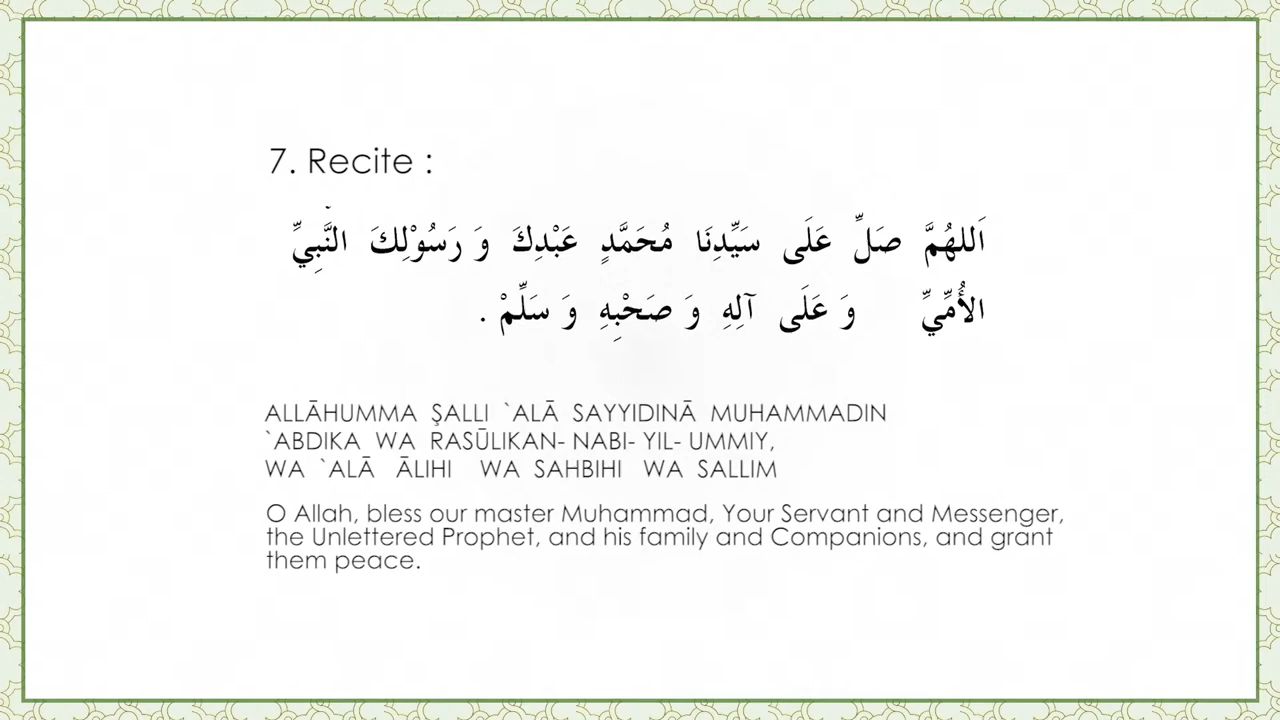 7. Recite :
اَللهُمَّ صَلِّ عَلَى سَيِّدِنَا مُحَمَّدٍ عَبْدِكَ وَ رَسُوْلِكَ النَّبِيِّ
الأُمِّيِّ وَ عَلَى آلِهِ وَ صَحْبِهِ وَ سَلِّمْ .
ALLĀHUMMA ŞALLI `ALĀ SAYYIDINĀ MUHAMMADIN
`ABDIKA WA RASŪLIKAN- NABI- YIL- UMMIY,
WA `ALĀ ĀLIHI WA SAHBIHI WA SALLIM
O Allah, bless our master Muhammad, Your Servant and Messenger,
the Unlettered Prophet, and his family and Companions, and grant
them peace.